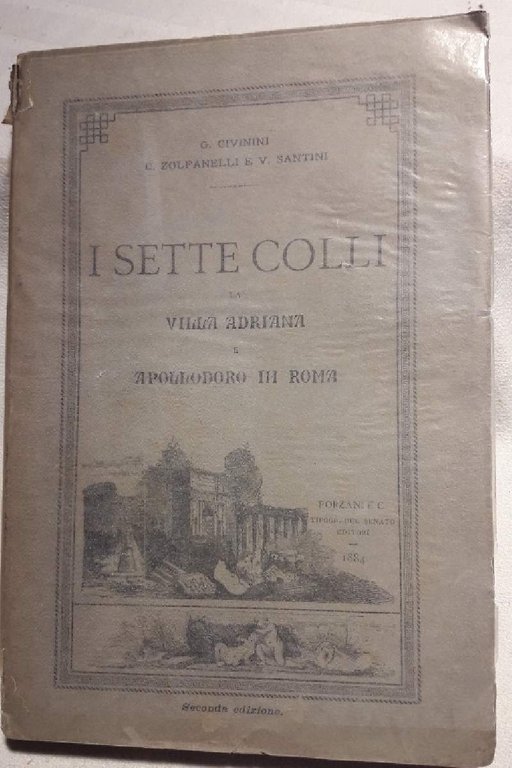 G. CIVININI
C. ZOLFANELLI E V. SANTINI
I SETTE COLLI
LA
VILLA ADRIANA
E
APOLLODORO IN ROMA
FORZANI E C.
TIPOGR. DEL SENATO
EDITORI
1884
Seconda edizione.